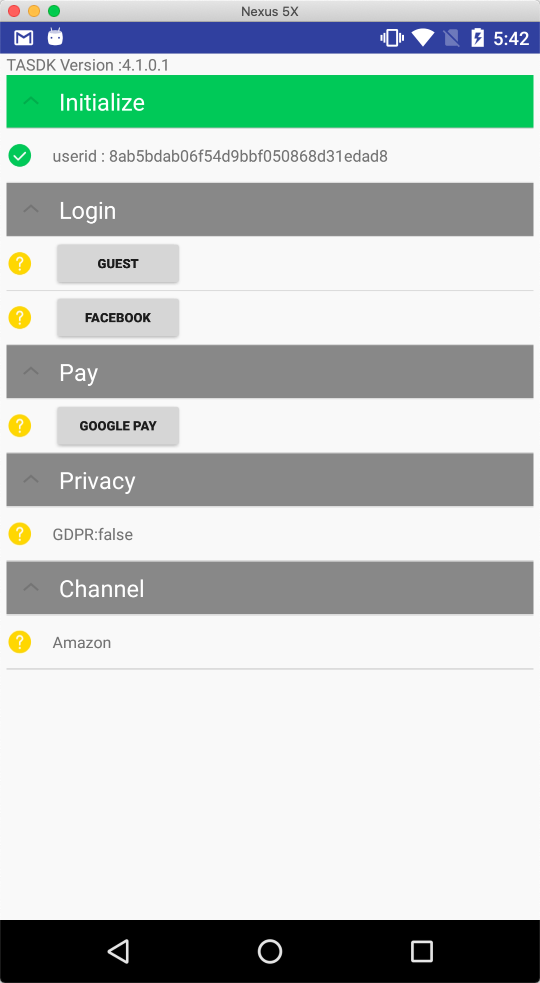 Nexus 5X
5:42
TASDK Version :4.1.0.1
Initialize
userid : 8ab5bdab06f54d9bbf050868d31edad8
Login
GUEST
FACEBOOK
Pay
GOOGLE PAY
Privacy
GDPR:false
Channel
Amazon